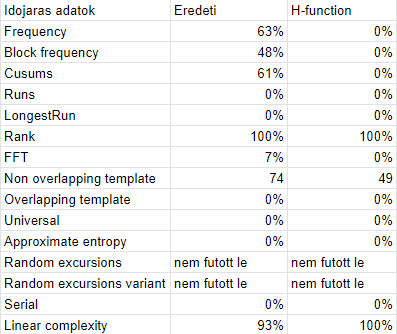 Idojaras adatok Eredeti H-function
Frequency 63% 0%
Block frequency 48% 0%
Cusums 61% 0%
Runs 0% 0%
LongestRun 0% 0%
Rank 100% 100%
FFT 7% 0%
Non overlapping template 74 49
Overlapping template 0% 0%
Universal 0% 0%
Approximate entropy 0% 0%
Random excursions nem futott le nem futott le
Random excursions variant nem futott le nem futott le
Serial 0% 0%
Linear complexity 93% 100%